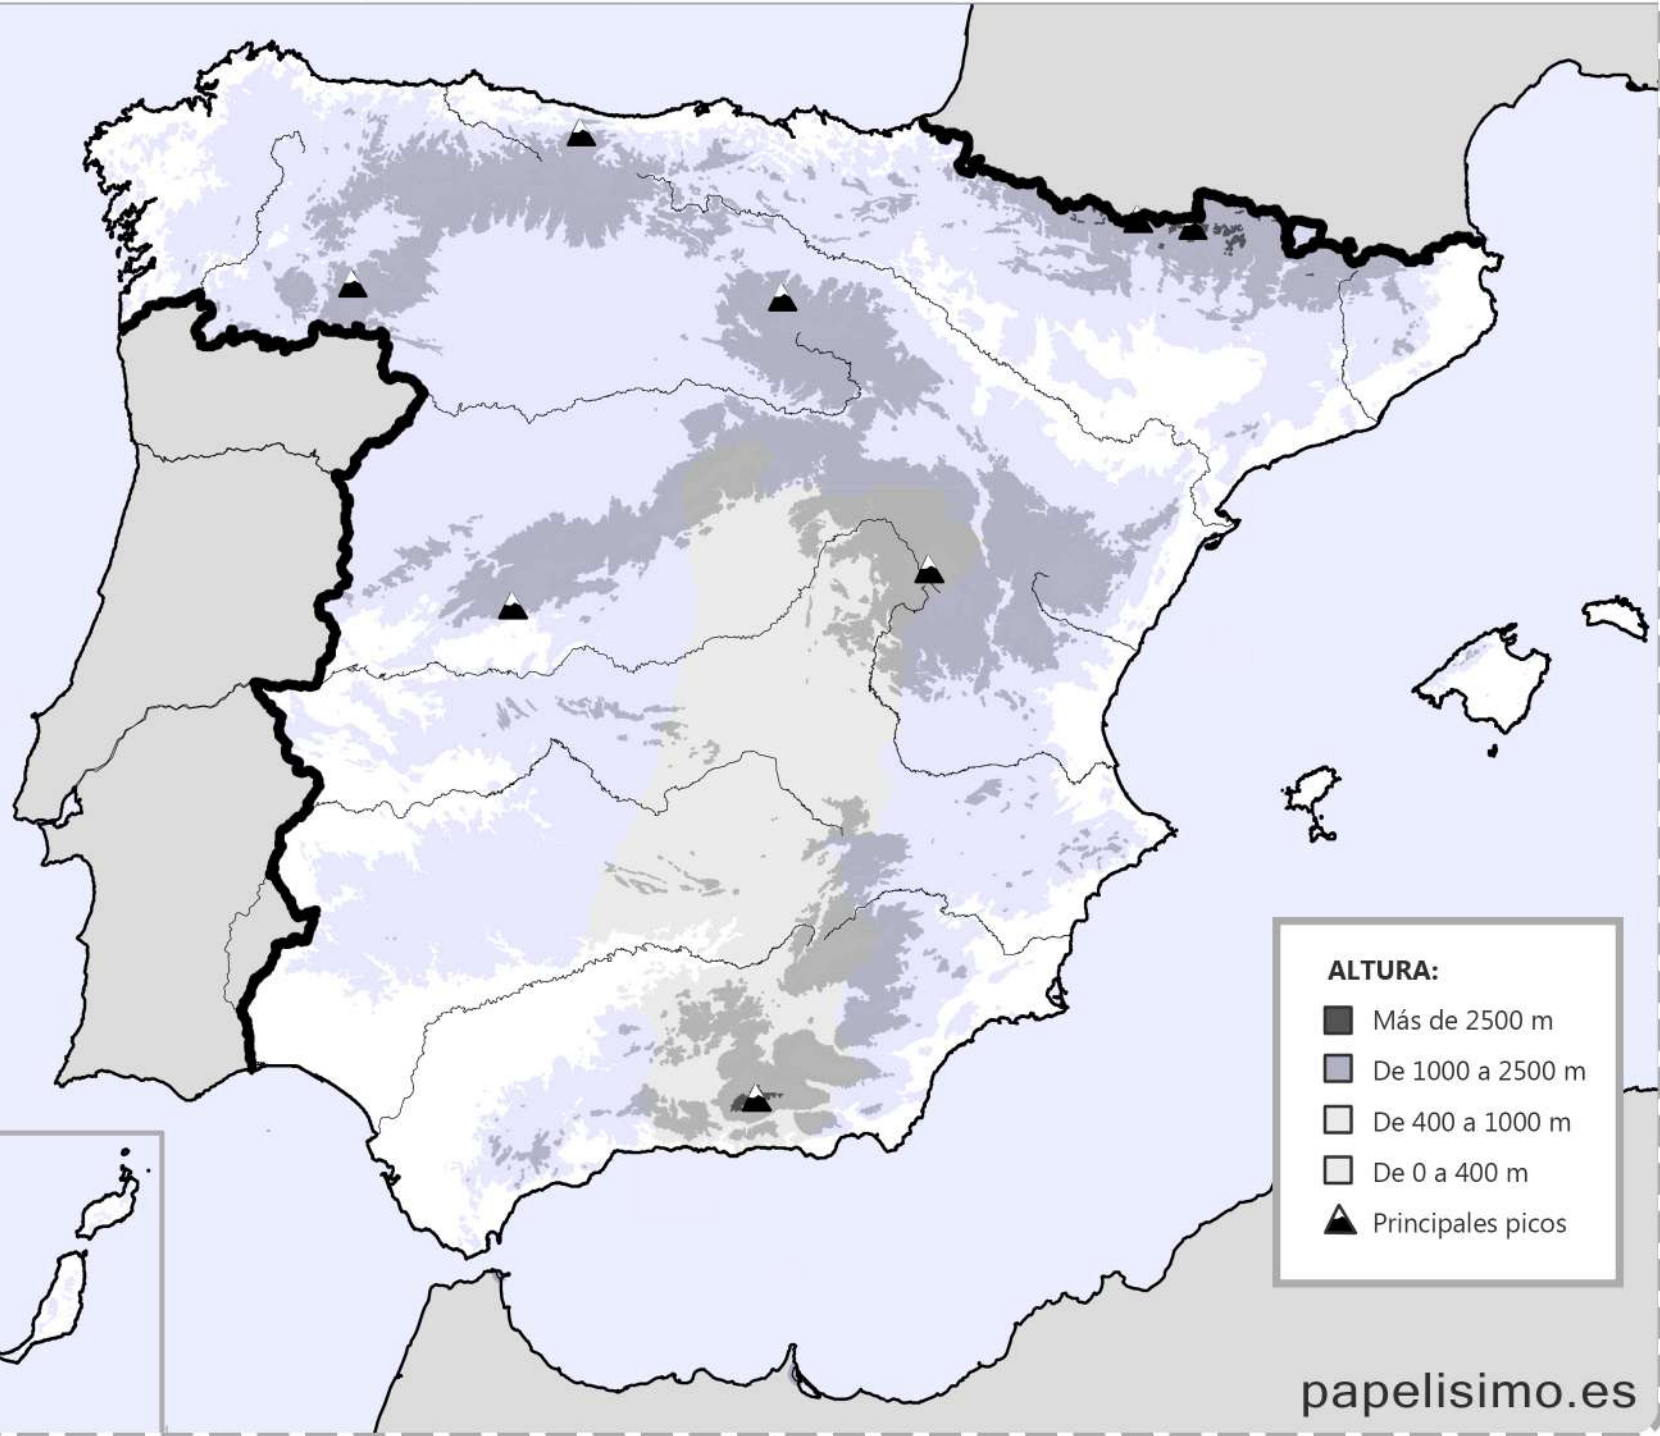 ALTURA:
Más de 2500 m
De 1000 a 2500 m
De 400 a 1000 m
De 0 a 400 m
Principales picos
papelisimo.es